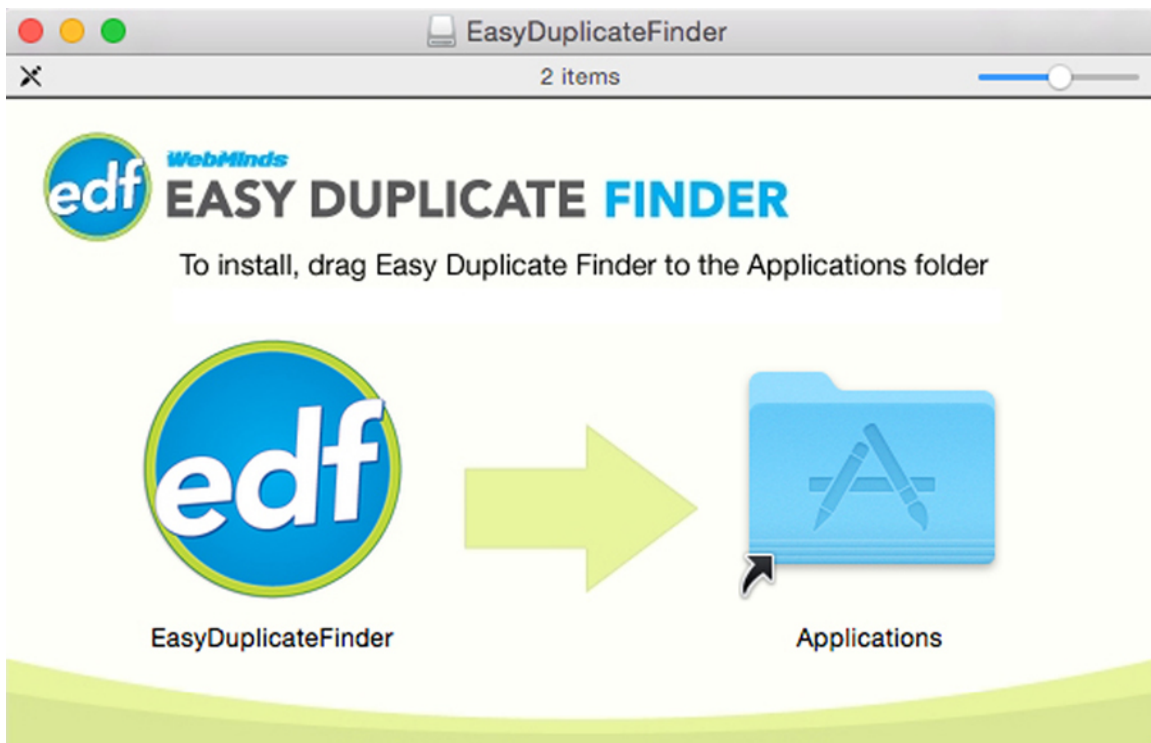 EasyDuplicateFinder
2 items
edf
WebMinds
EASY DUPLICATE FINDER
To install, drag Easy Duplicate Finder to the Applications folder
edf
EasyDuplicateFinder
Applications